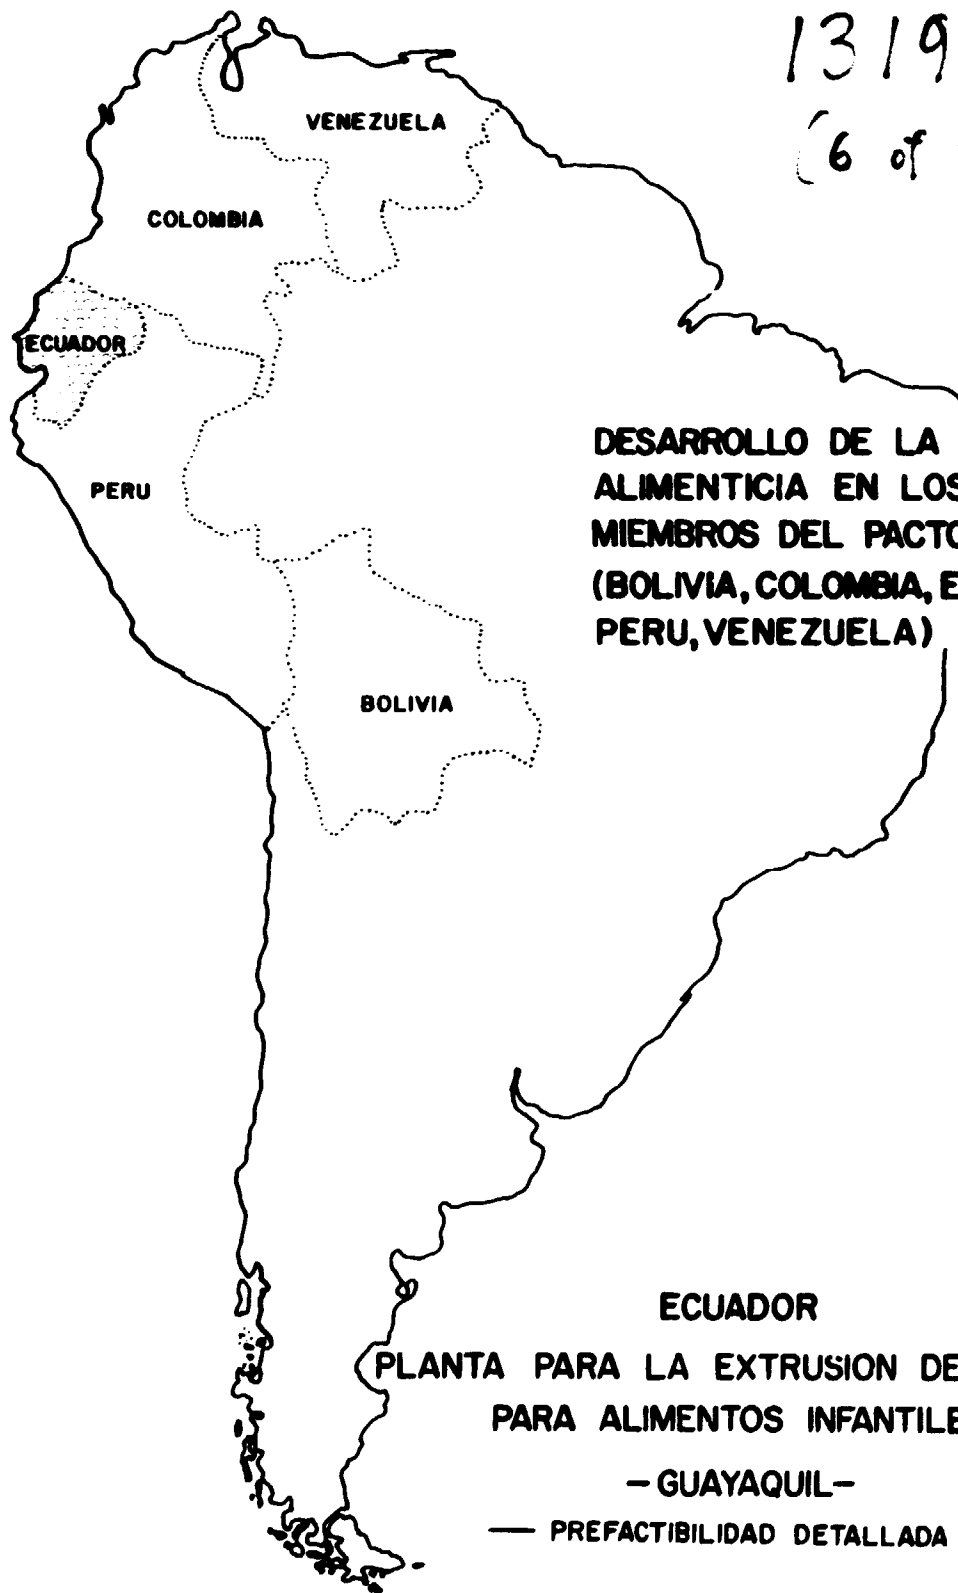 1319
(6 of
VENEZUELA
COLOMBIA
ECUADOR
PERU
DESARROLLO DE LA
ALIMENTICIA EN LOS
MIEMBROS DEL PACTO
(BOLIVIA, COLOMBIA, E
PERU, VENEZUELA)
BOLIVIA
ECUADOR
PLANTA PARA LA EXTRUSION DE
PARA ALIMENTOS INFANTILE
-GUAYAQUIL-
— PREFACTIBILIDAD DETALLADA